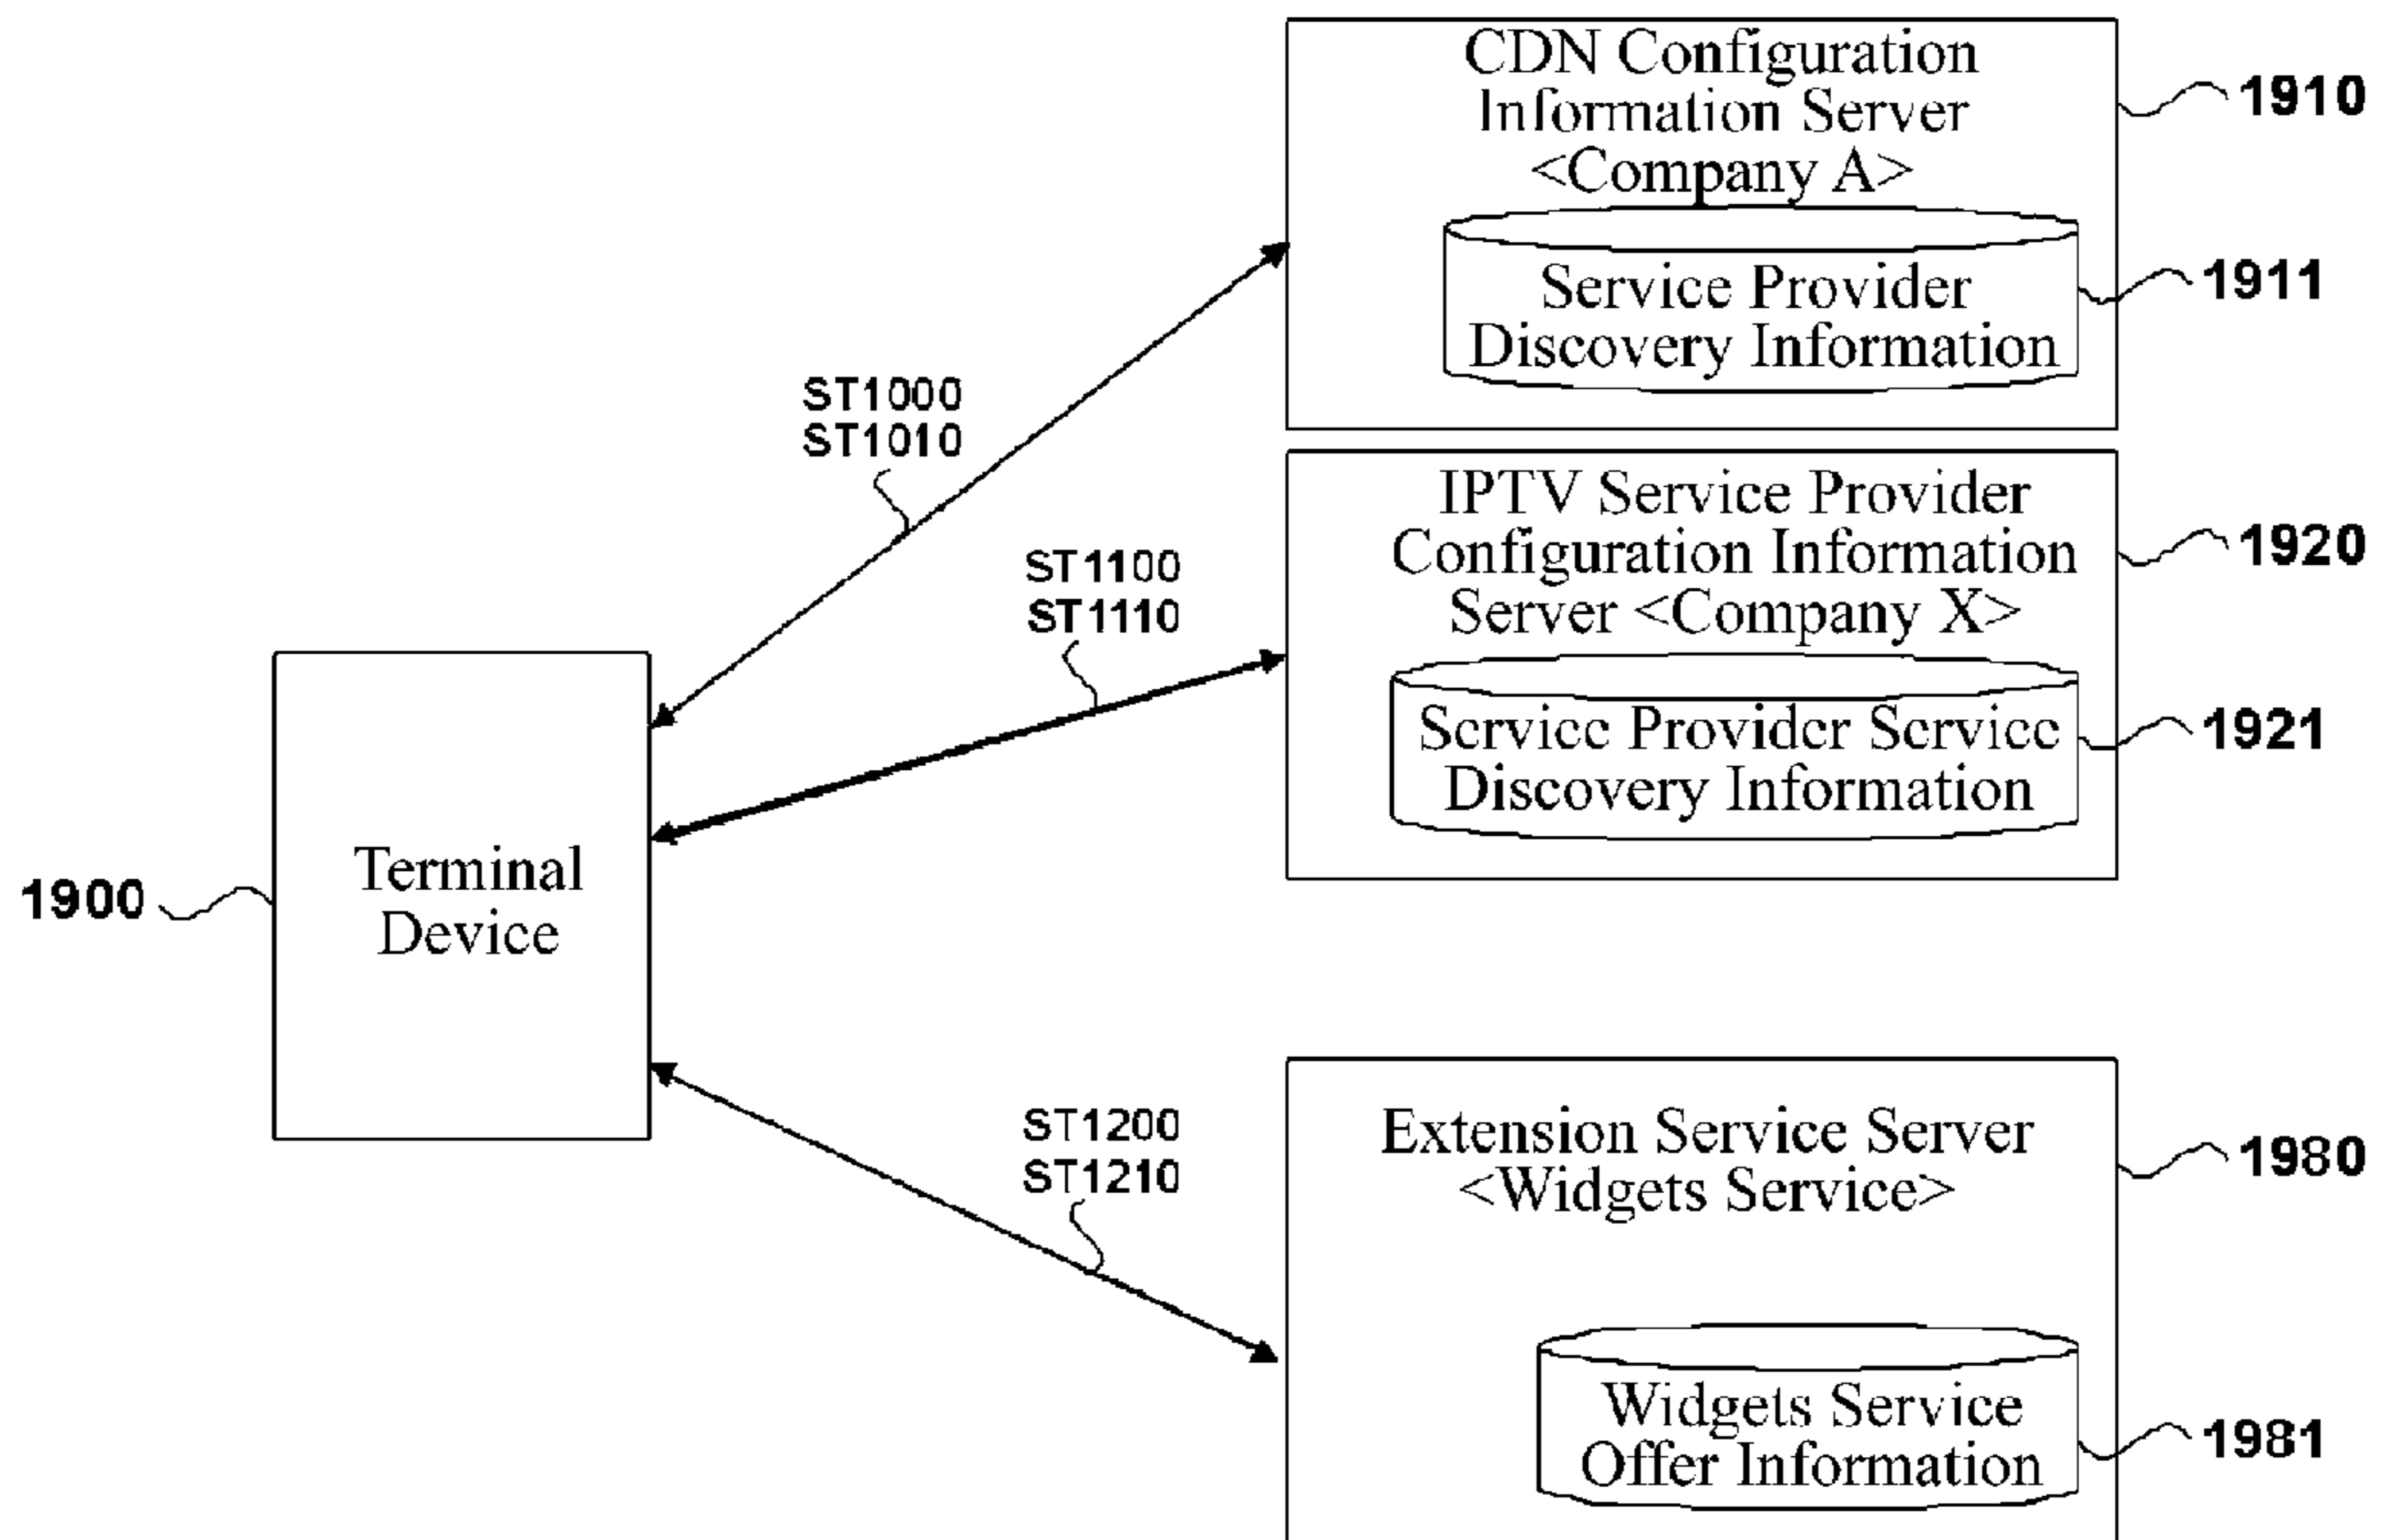 CDN Configuration
Information Server
<Company A>
1910
Service Provider
Discovery Information
1911
ST1000
ST1010
IPTV Service Provider
Configuration Information
Server <Company X>
1920
ST1100
ST1110
Service Provider Service
Discovery Information
1921
Terminal
Device
1900
Extension Service Server
<Widgets Service>
1980
ST1200
ST1210
Widgets Service
Offer Information
1981